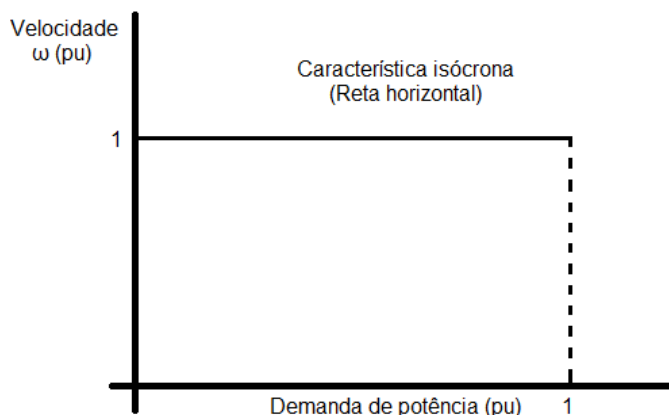 Velocidade
ω (pu)
Característica isócrona
(Reta horizontal)
1
Demanda de potência (pu)
1